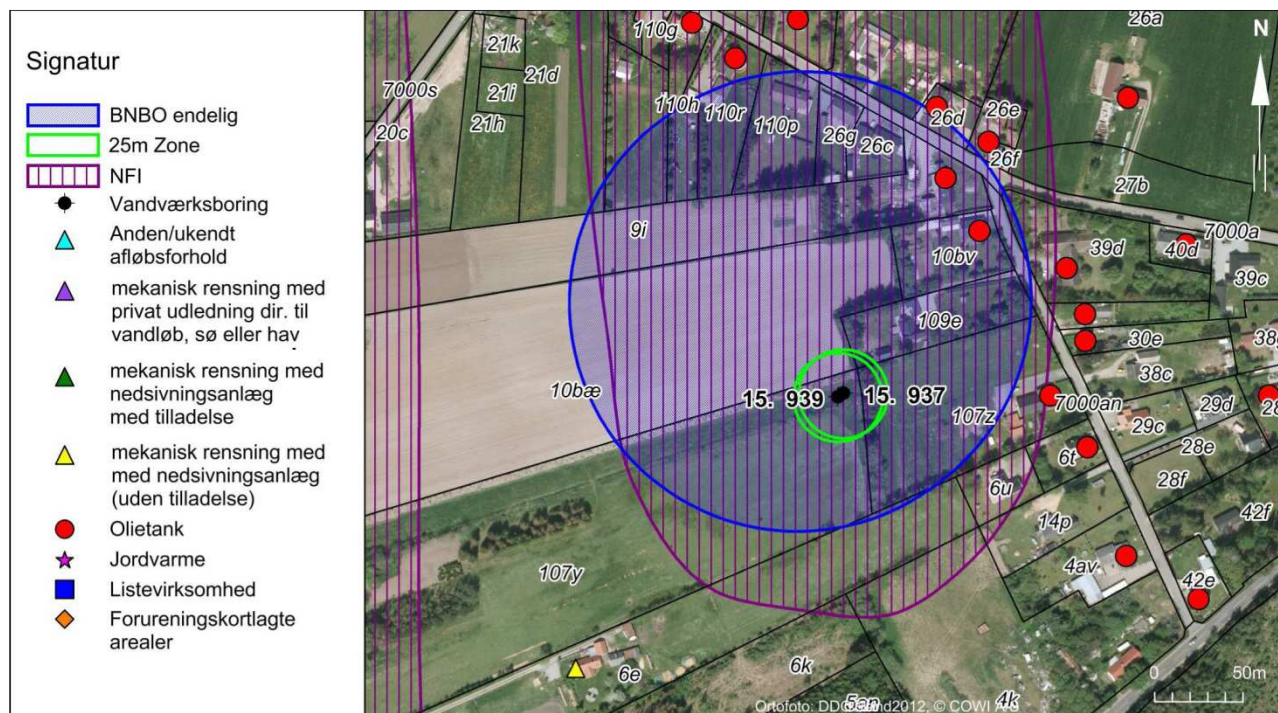 Signatur
BNBO endelig
25m Zone
NFI
Vandværksboring
Anden/ukendt
afløbsforhold
mekanisk rensning med
privat udledning dir. til
vandløb, sø eller hav
mekanisk rensning med
nedsivningsanlæg
med tilladelse
mekanisk rensning med
med nedsivningsanlæg
(uden tilladelse)
Olietank
Jordvarme
Listevirksomhed
Forureningskortlagte
arealer
N
26a
110g
21k
21d
7000s
21i
20c
21h
110h
110r
110p
26g
26c
26d
26e
26f
27b
9i
10bv
39d
40d
7000a
39c
109e
30e
38c
10bæ
15. 939
15. 937
107z
7000an
29c
29d
28e
6t
28f
6u
14p
42f
4av
107y
42e
6e
6k
4k
0
50m
Ortofoto: DDO
land2012, © COWI